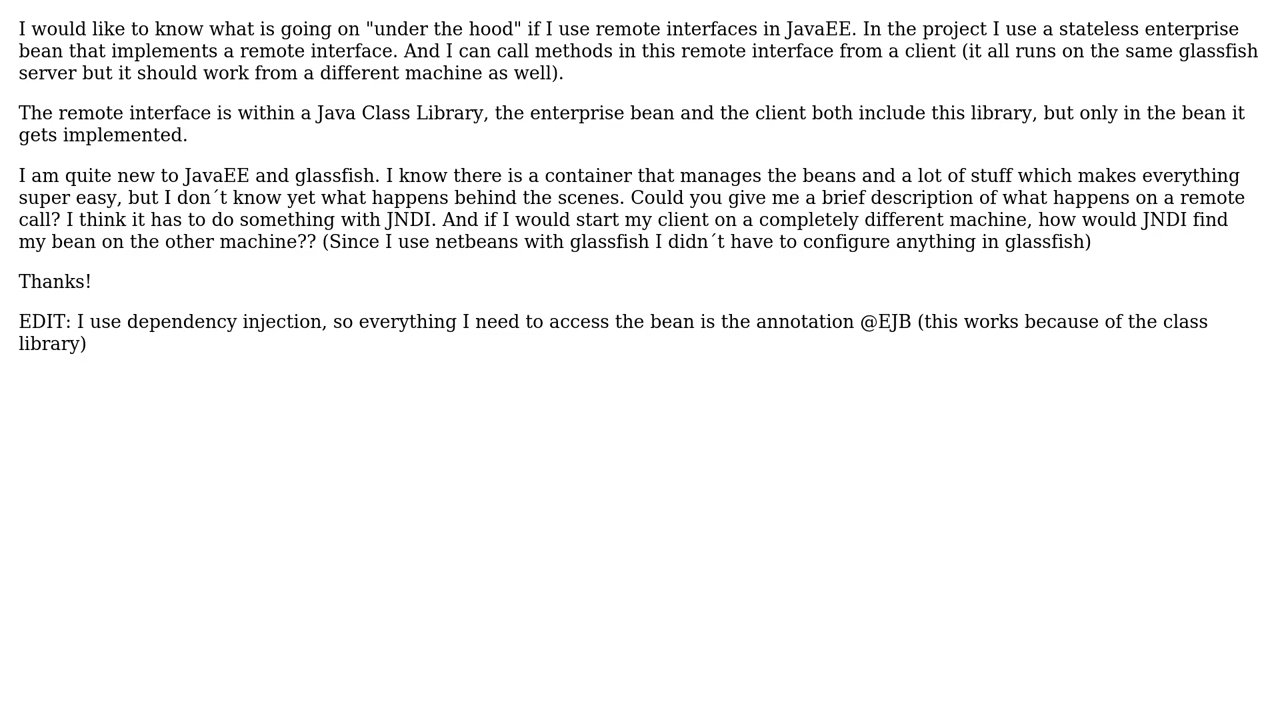 I would like to know what is going on "under the hood" if I use remote interfaces in JavaEE. In the project I use a stateless enterprise
bean that implements a remote interface. And I can call methods in this remote interface from a client (it all runs on the same glassfish
server but it should work from a different machine as well).
The remote interface is within a Java Class Library, the enterprise bean and the client both include this library, but only in the bean it
gets implemented.
I am quite new to JavaEE and glassfish. I know there is a container that manages the beans and a lot of stuff which makes everything
super easy, but I don´t know yet what happens behind the scenes. Could you give me a brief description of what happens on a remote
call? I think it has to do something with JNDI. And if I would start my client on a completely different machine, how would JNDI find
my bean on the other machine?? (Since I use netbeans with glassfish I didn´t have to configure anything in glassfish)
Thanks!
EDIT: I use dependency injection, so everything I need to access the bean is the annotation @EJB (this works because of the class
library)